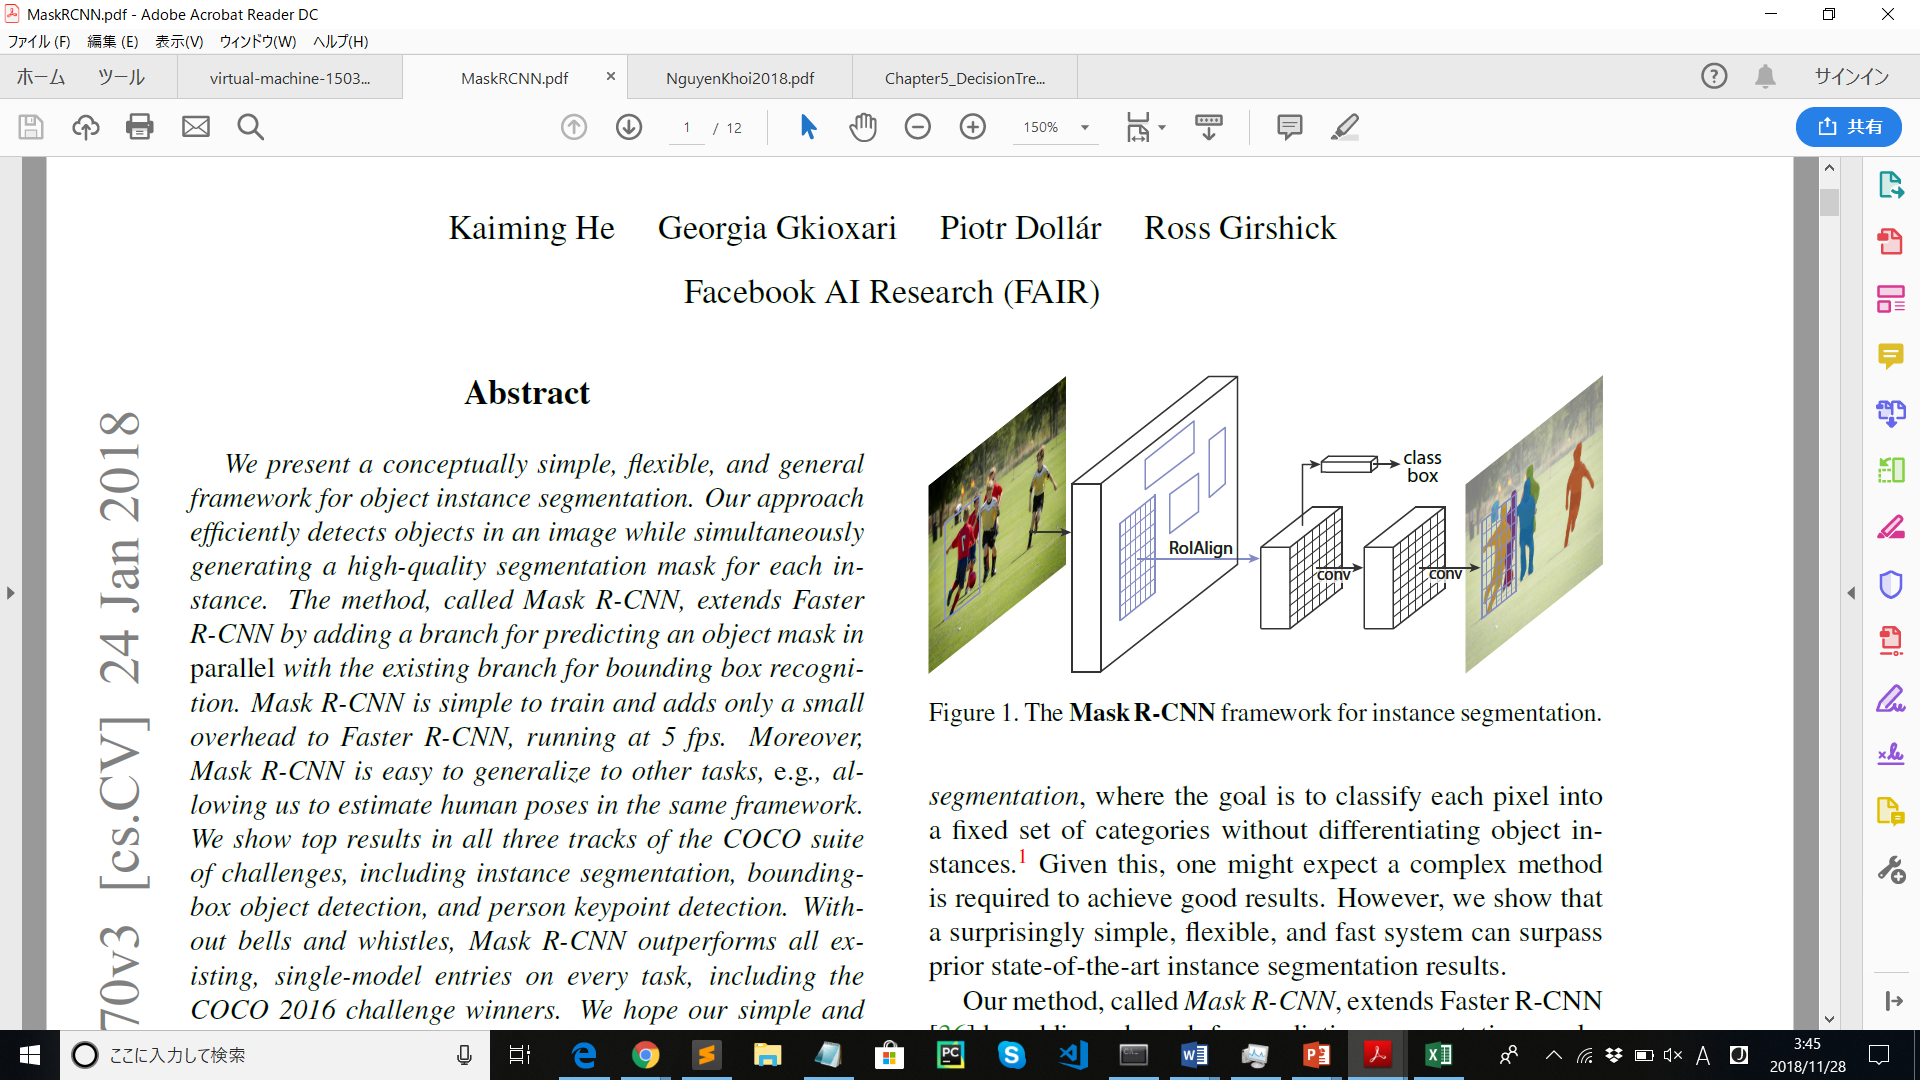 MaskRCNN.pdf - Adobe Acrobat Reader DC
ファイル (F) 編集 (E) 表示(V) ウィンドウ(W) ヘルプ(H)
ホーム ツール virtual-machine-1503... MaskRCNN.pdf × NguyenKhoi2018.pdf Chapter5_DecisionTre... サインイン
1 / 12 150% 共有
Kaiming He Georgia Gkioxari Piotr Dollár Ross Girshick
Facebook AI Research (FAIR)
70v3 [cs.CV] 24 Jan 2018
Abstract
We present a conceptually simple, flexible, and general
framework for object instance segmentation. Our approach
efficiently detects objects in an image while simultaneously
generating a high-quality segmentation mask for each in-
stance. The method, called Mask R-CNN, extends Faster
R-CNN by adding a branch for predicting an object mask in
parallel with the existing branch for bounding box recogni-
tion. Mask R-CNN is simple to train and adds only a small
overhead to Faster R-CNN, running at 5 fps. Moreover,
Mask R-CNN is easy to generalize to other tasks, e.g., al-
lowing us to estimate human poses in the same framework.
We show top results in all three tracks of the COCO suite
of challenges, including instance segmentation, bounding-
box object detection, and person keypoint detection. With-
out bells and whistles, Mask R-CNN outperforms all ex-
isting, single-model entries on every task, including the
COCO 2016 challenge winners. We hope our simple and
class
box
RoIAlign
conv
conv
Figure 1. The Mask R-CNN framework for instance segmentation.
segmentation, where the goal is to classify each pixel into
a fixed set of categories without differentiating object in-
stances.1 Given this, one might expect a complex method
is required to achieve good results. However, we show that
a surprisingly simple, flexible, and fast system can surpass
prior state-of-the-art instance segmentation results.
Our method, called Mask R-CNN, extends Faster R-CNN
ここに入力して検索
A
3:45
2018/11/28